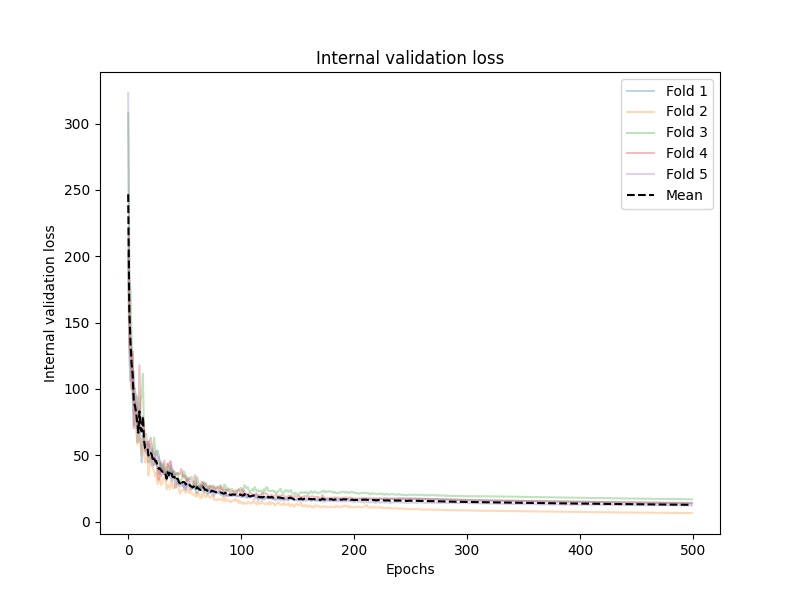 Internal validation loss
Fold 1
Fold 2
Fold 3
Fold 4
Fold 5
Mean
Internal validation loss
300
250
200
150
100
50
0
0 100 200 300 400 500
Epochs